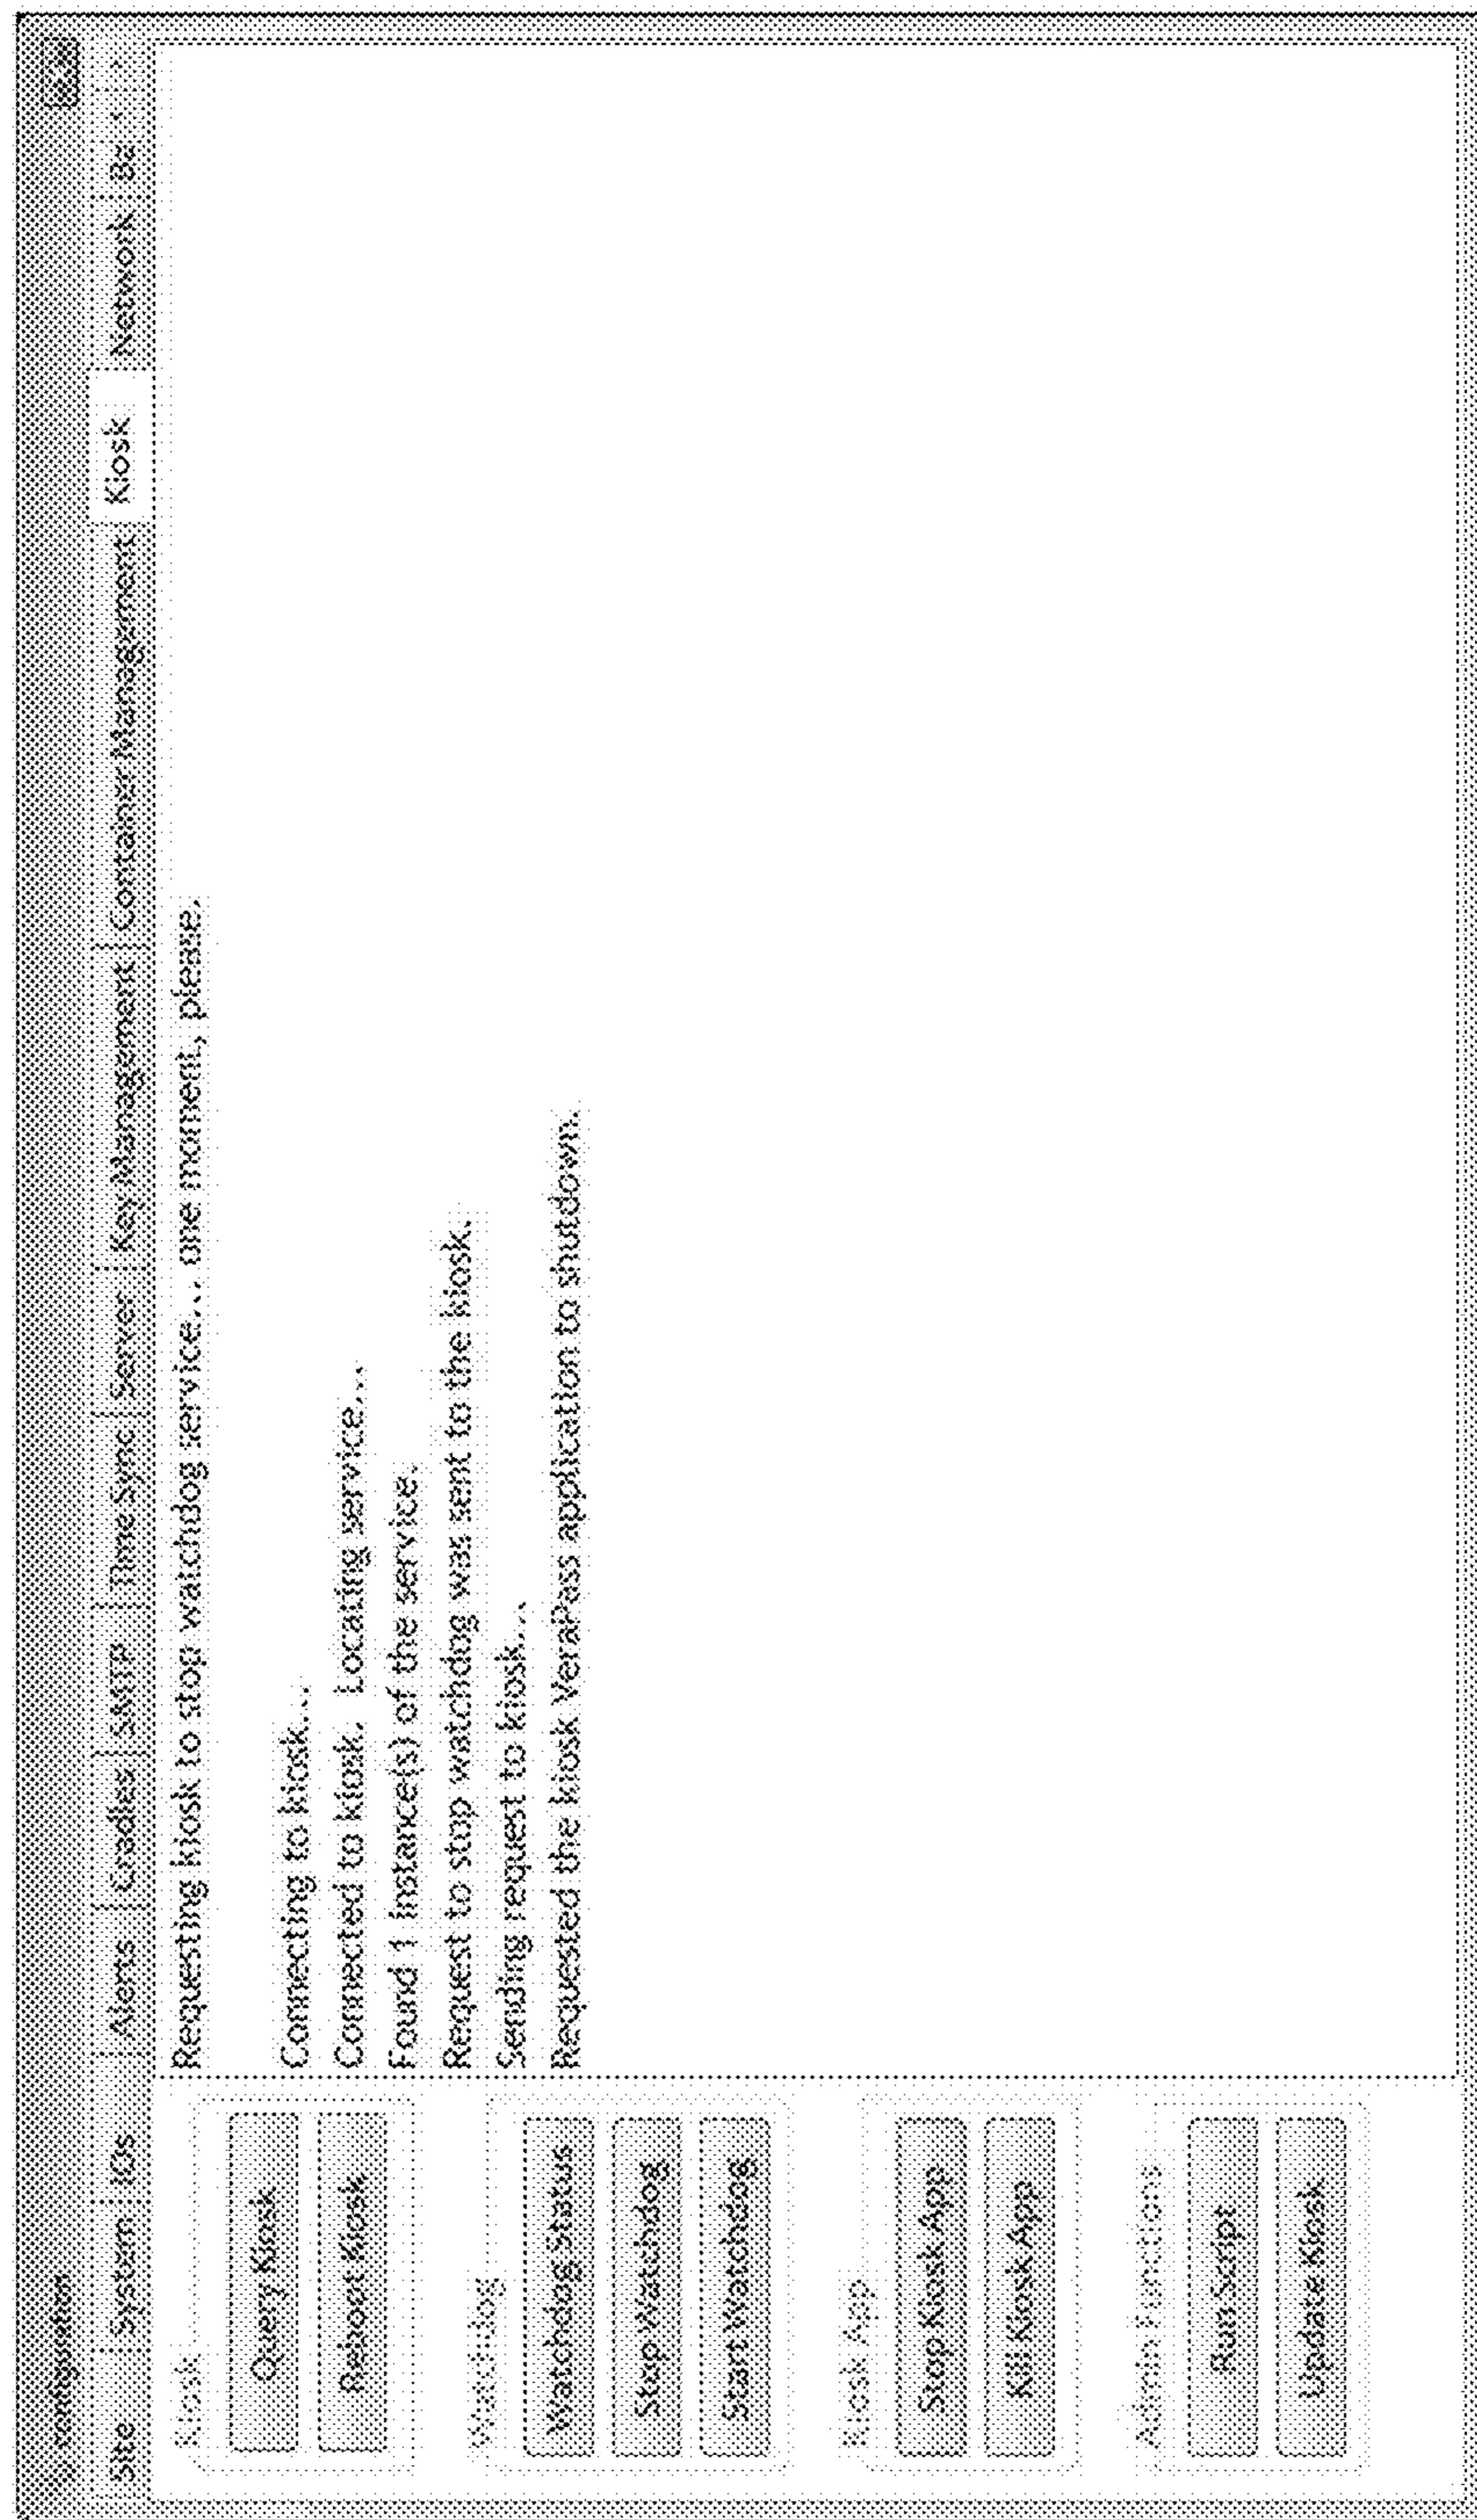 configuration
Site System IOs Alerts Cradles SMTP Time Sync Server Key Management Container Management Kiosk Network Ba
Kiosk
Query Kiosk
Reboot Kiosk
Watchdog
Watchdog Status
Stop Watchdog
Start Watchdog
Kiosk App
Stop Kiosk App
Kill Kiosk App
Admin Functions
Run Script
Update Kiosk
Requesting kiosk to stop watchdog service... one moment, please.
Connecting to kiosk...
Connected to kiosk. Locating service...
Found 1 instance(s) of the service.
Request to stop watchdog was sent to the kiosk.
Sending request to kiosk...
Requested the kiosk VeraPass application to shutdown.